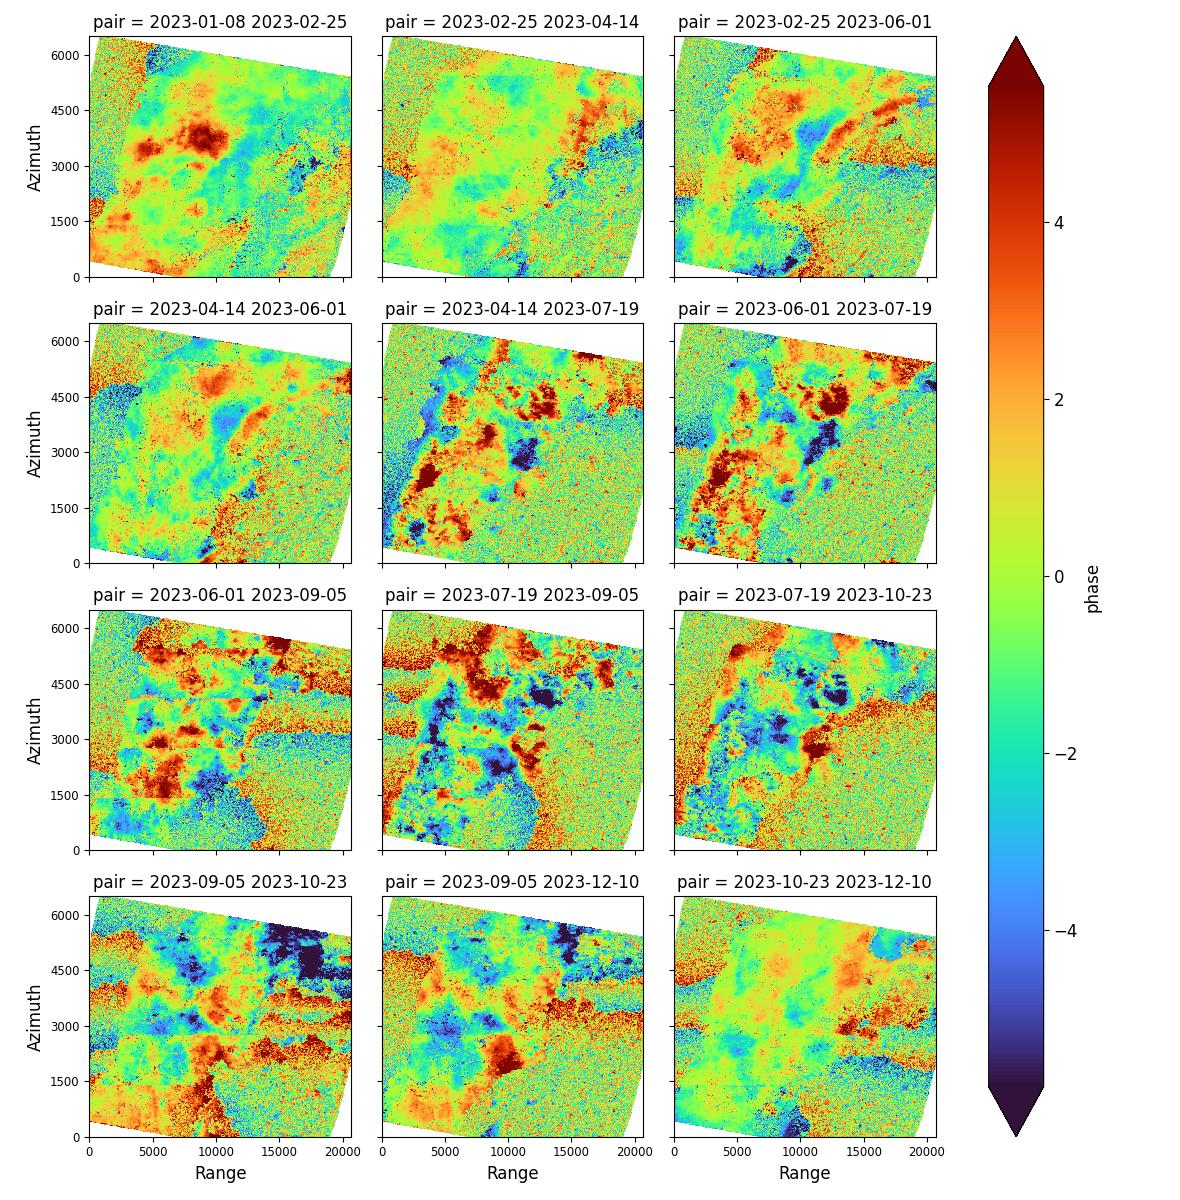 pair = 2023-01-08 2023-02-25
pair = 2023-02-25 2023-04-14
pair = 2023-02-25 2023-06-01
6000
4500
3000
1500
0
Azimuth
pair = 2023-04-14 2023-06-01
pair = 2023-04-14 2023-07-19
pair = 2023-06-01 2023-07-19
6000
4500
3000
1500
0
Azimuth
pair = 2023-06-01 2023-09-05
pair = 2023-07-19 2023-09-05
pair = 2023-07-19 2023-10-23
6000
4500
3000
1500
0
Azimuth
pair = 2023-09-05 2023-10-23
pair = 2023-09-05 2023-12-10
pair = 2023-10-23 2023-12-10
6000
4500
3000
1500
0
Azimuth
0 5000 10000 15000 20000
0 5000 10000 15000 20000
0 5000 10000 15000 20000
Range
Range
Range
4
2
0
−2
−4
phase